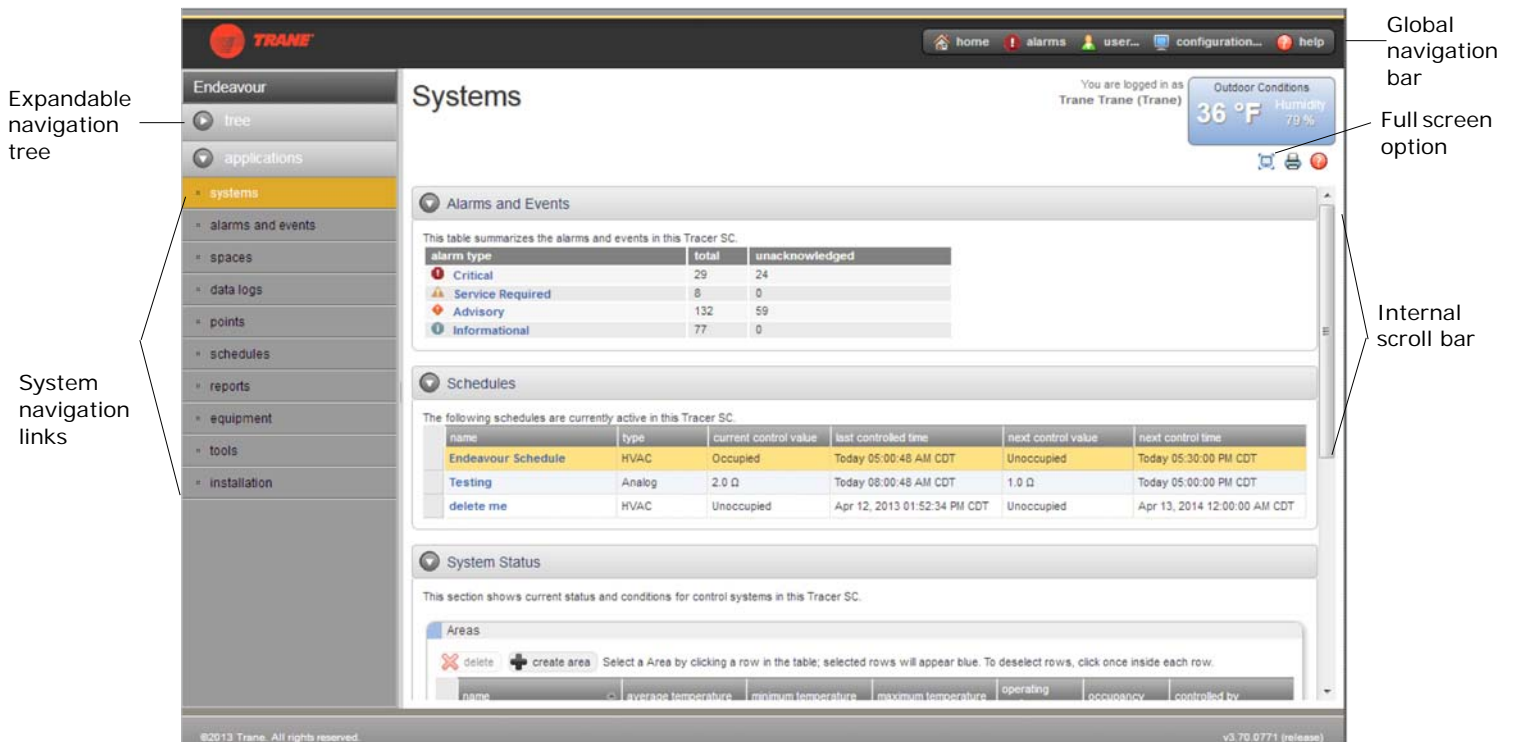 TRANE
home alarms user... configuration... help
Global
navigation
bar
Endeavour
Expandable
navigation
tree
tree
applications
Systems
You are logged in as
Trane Trane (Trane)
Outdoor Conditions
36 °F
Humidity
79 %
Full screen
option
systems
alarms and events
spaces
data logs
points
schedules
reports
equipment
tools
installation
System
navigation
links
Alarms and Events
This table summarizes the alarms and events in this Tracer SC.
alarm type total unacknowledged
Critical 29 24
Service Required 8 0
Advisory 132 59
Informational 77 0
Internal
scroll bar
Schedules
The following schedules are currently active in this Tracer SC.
name type current control value last controlled time next control value next control time
Endeavour Schedule HVAC Occupied Today 05:00:48 AM CDT Unoccupied Today 05:30:00 PM CDT
Testing Analog 2.0 Ω Today 08:00:48 AM CDT 1.0 Ω Today 05:00:00 PM CDT
delete me HVAC Unoccupied Apr 12, 2013 01:52:34 PM CDT Unoccupied Apr 13, 2014 12:00:00 AM CDT
System Status
This section shows current status and conditions for control systems in this Tracer SC.
Areas
delete create area Select a Area by clicking a row in the table; selected rows will appear blue. To deselect rows, click once inside each row.
name average temperature minimum temperature maximum temperature operating occupancy controlled by
©2013 Trane. All rights reserved.
v3.70.0771 (release)